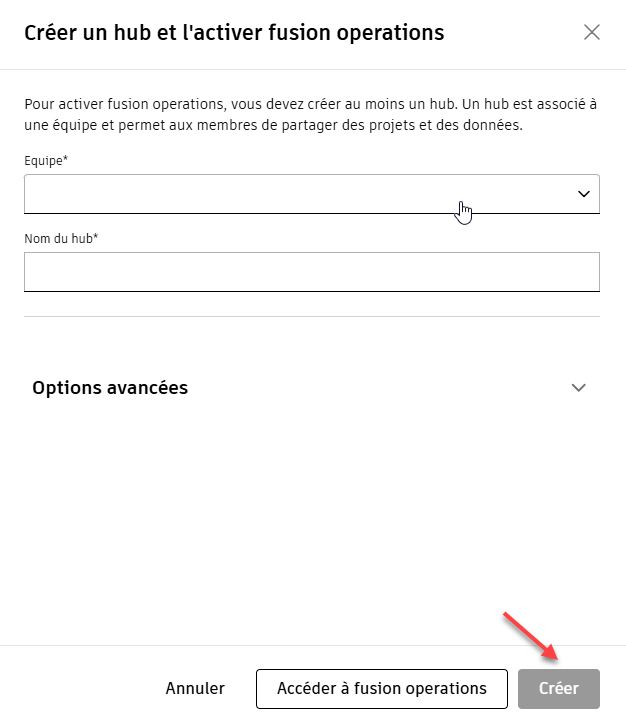 Créer un hub et l'activer fusion operations
Pour activer fusion operations, vous devez créer au moins un hub. Un hub est associé à
une équipe et permet aux membres de partager des projets et des données.
Equipe*
Nom du hub*
Options avancées
Annuler
Accéder à fusion operations
Créer